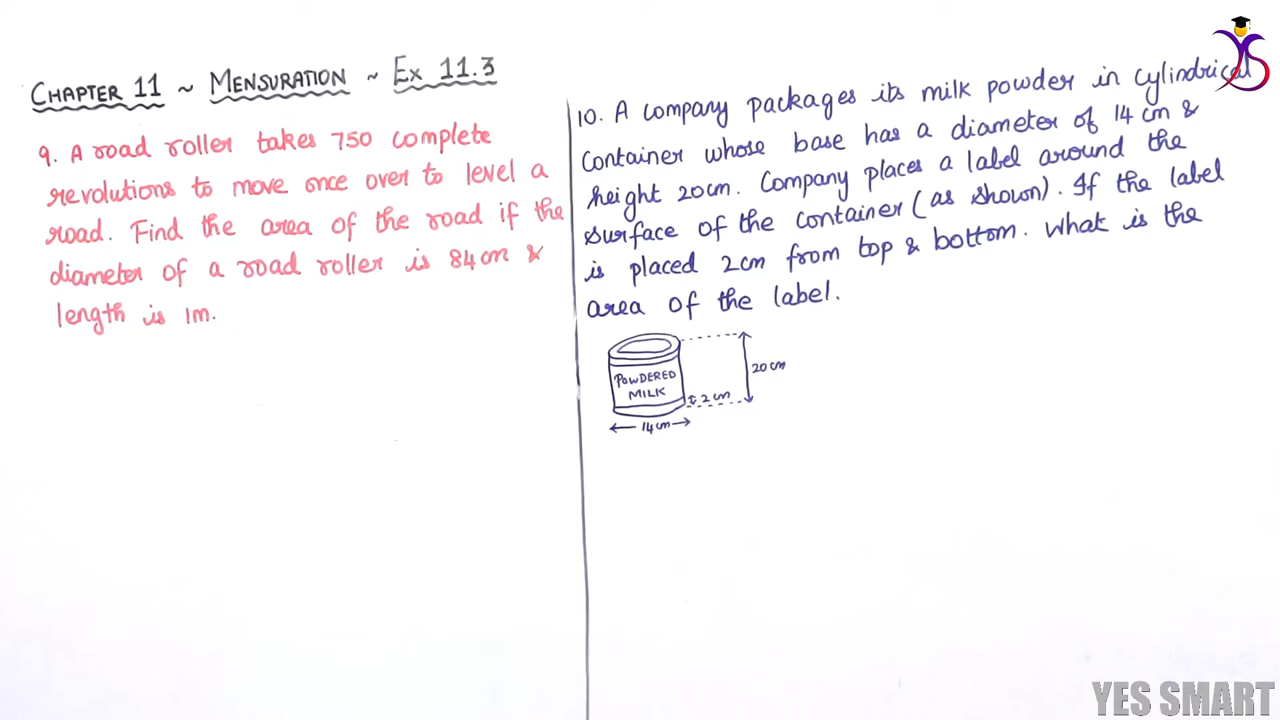 CHAPTER 11 ~ MENSURATION ~ Ex 11.3
9. A road roller takes 750 complete
revolutions to move once over to level a
road. Find the area of the road if the
diameter of a road roller is 84cm &
length is 1m.
10. A company packages its milk powder in cylindrical
container whose base has a diameter of 14cm &
height 20cm. Company places a label around the
surface of the container (as shown). If the label
is placed 2cm from top & bottom. What is the
area of the label.
POWDERED
MILK
20 cm
2 cm
14 cm
YES SMART